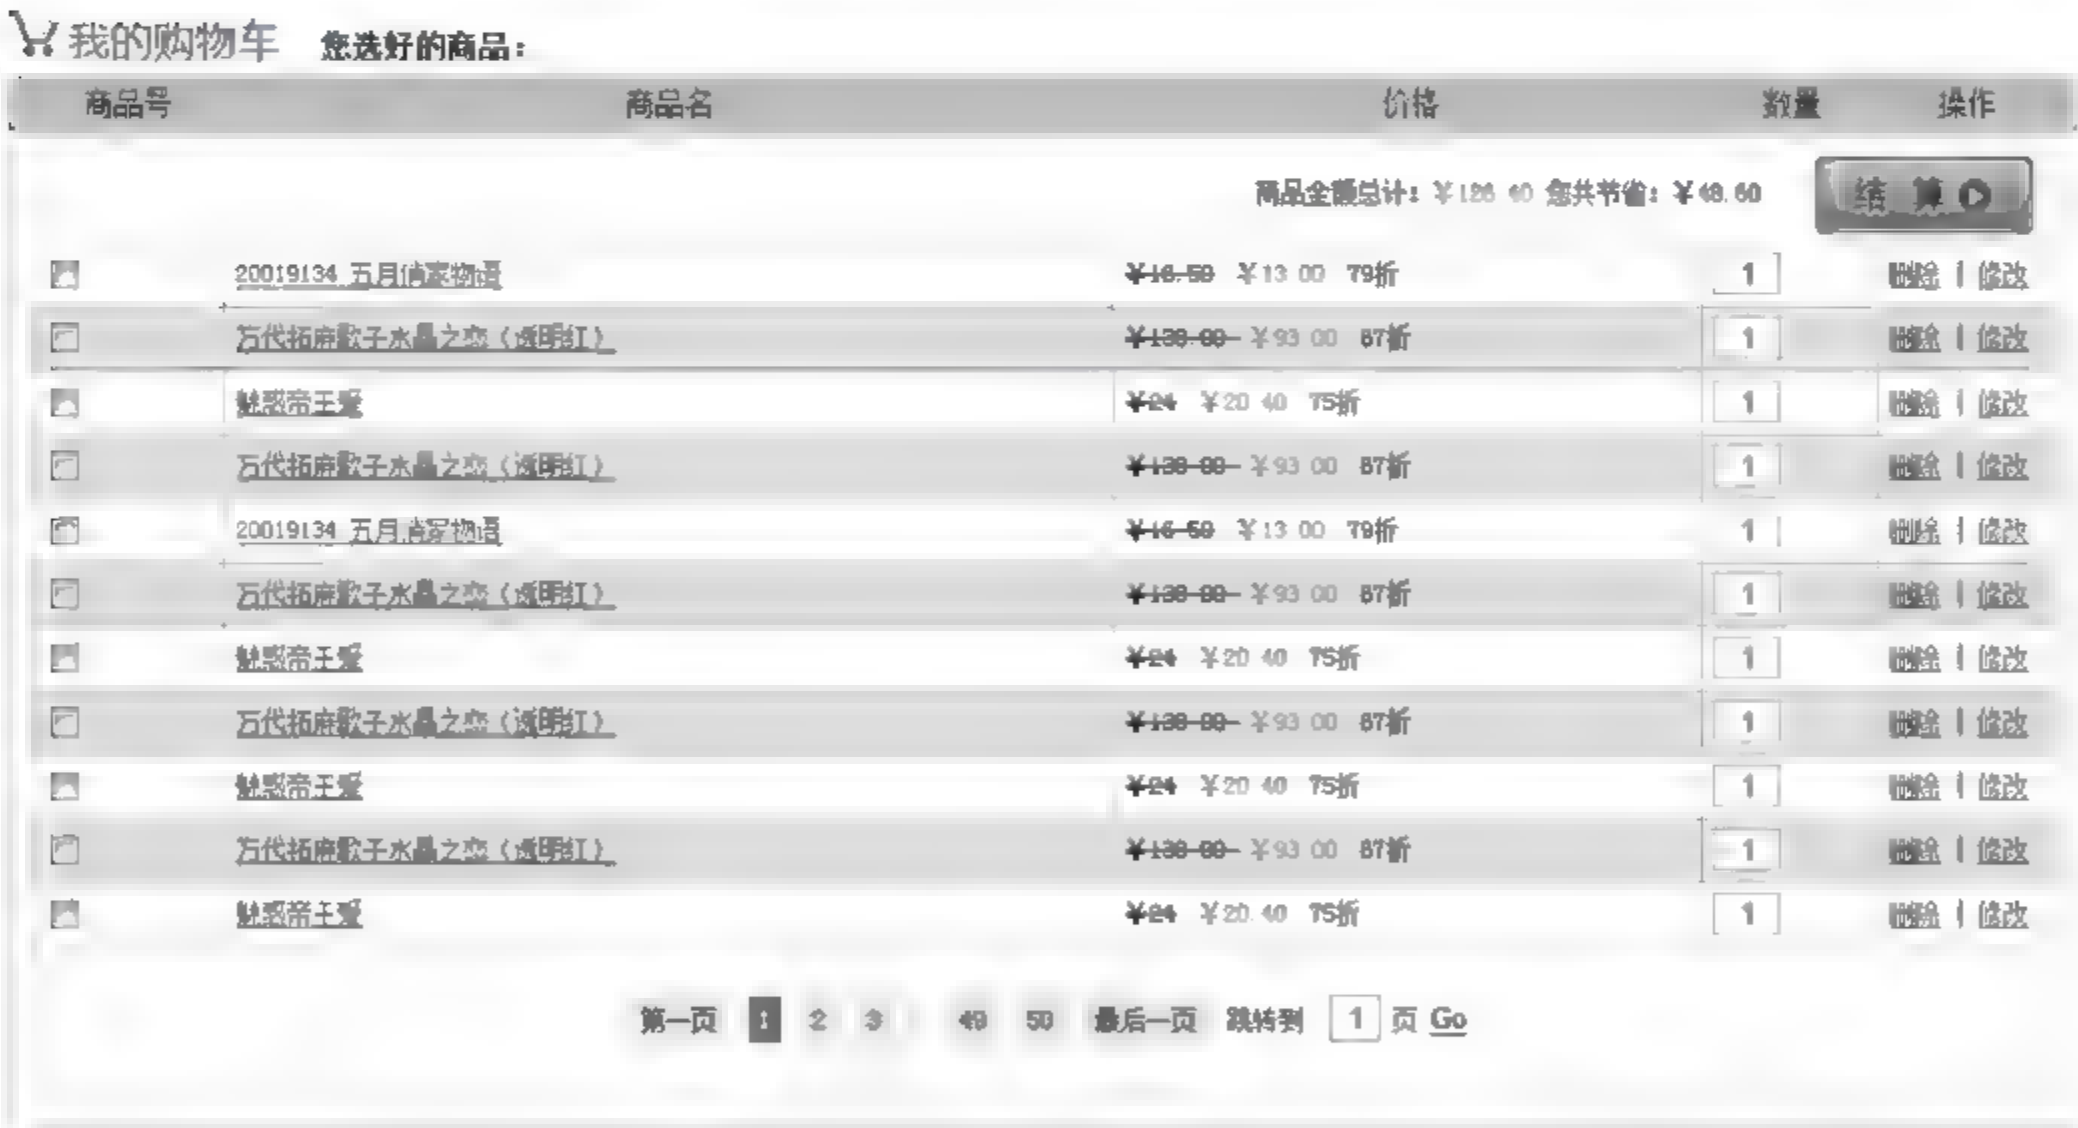 我的购物车 您选好的商品：
商品号 商品名 价格 数量 操作
商品金额总计：￥126.40 您共节省：￥48.60 结 算
20019134 五月俏家物语 ￥16.50 ￥13.00 79折 1 删除 | 修改
万代拓麻歌子水晶之恋（透明红） ￥138.00 ￥93.00 67折 1 删除 | 修改
魅惑帝王爱 ￥24 ￥20.40 75折 1 删除 | 修改
万代拓麻歌子水晶之恋（透明红） ￥138.00 ￥93.00 67折 1 删除 | 修改
20019134 五月俏家物语 ￥16.50 ￥13.00 79折 1 删除 | 修改
万代拓麻歌子水晶之恋（透明红） ￥138.00 ￥93.00 67折 1 删除 | 修改
魅惑帝王爱 ￥24 ￥20.40 75折 1 删除 | 修改
万代拓麻歌子水晶之恋（透明红） ￥138.00 ￥93.00 67折 1 删除 | 修改
魅惑帝王爱 ￥24 ￥20.40 75折 1 删除 | 修改
万代拓麻歌子水晶之恋（透明红） ￥138.00 ￥93.00 67折 1 删除 | 修改
魅惑帝王爱 ￥24 ￥20.40 75折 1 删除 | 修改
第一页 1 2 3 49 50 最后一页 跳转到 1 页 Go